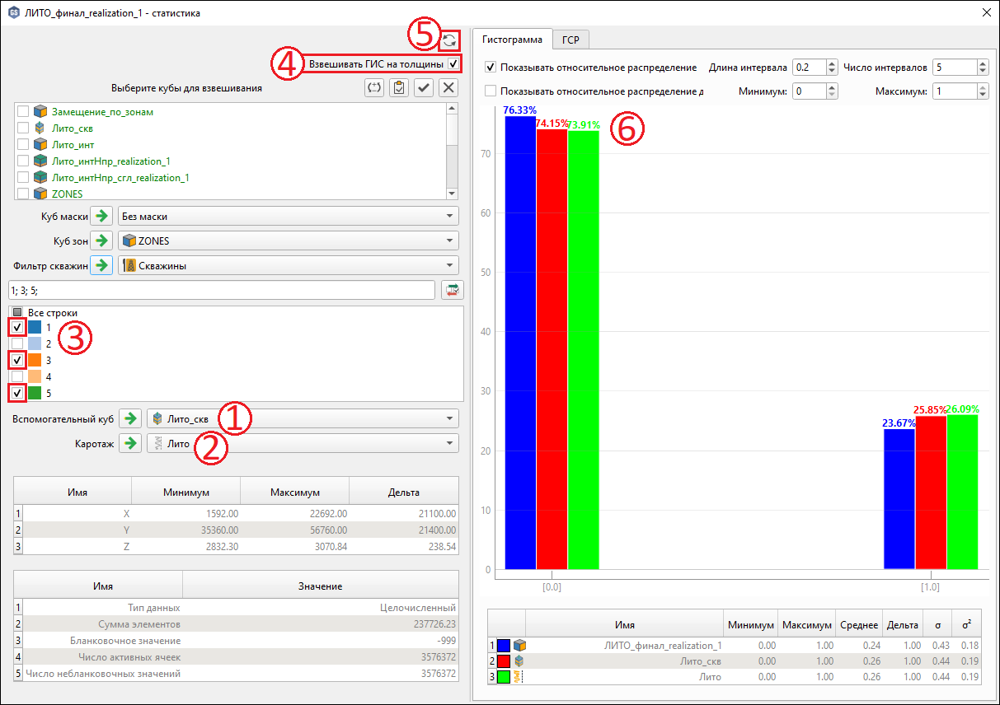 ЛИТО_финал_realization_1 - статистика
5
4
Взвешивать ГИС на толщины
Выберите кубы для взвешивания
Замещение_по_зонам
Лито_скв
Лито_инт
Лито_интНпр_realization_1
Лито_интНпр_сгл_realization_1
ZONES
Куб маски Без маски
Куб зон ZONES
Фильтр скважин Скважины
1; 3; 5;
Все строки
1
2
3
4
5
3
Вспомогательный куб Лито_скв 1
Каротаж Лито 2
Имя Минимум Максимум Дельта
1 X 1592.00 22692.00 21100.00
2 Y 35360.00 56760.00 21400.00
3 Z 2832.30 3070.84 238.54
Имя Значение
1 Тип данных Целочисленный
2 Сумма элементов 237726.23
3 Бланковочное значение -999
4 Число активных ячеек 3576372
5 Число небланковочных значений 3576372
Гистограмма ГСР
Показывать относительное распределение Длина интервала 0.2 Число интервалов 5
Показывать относительное распределение д Минимум: 0 Максимум: 1
76.33%
74.15% 73.91%
6
70
60
50
40
30
20
10
0
23.67% 25.85% 26.09%
[0.0] [1.0]
Имя Минимум Максимум Среднее Дельта σ σ²
1 ЛИТО_финал_realization_1 0.00 1.00 0.24 1.00 0.43 0.18
2 Лито_скв 0.00 1.00 0.26 1.00 0.44 0.19
3 Лито 0.00 1.00 0.26 1.00 0.44 0.19